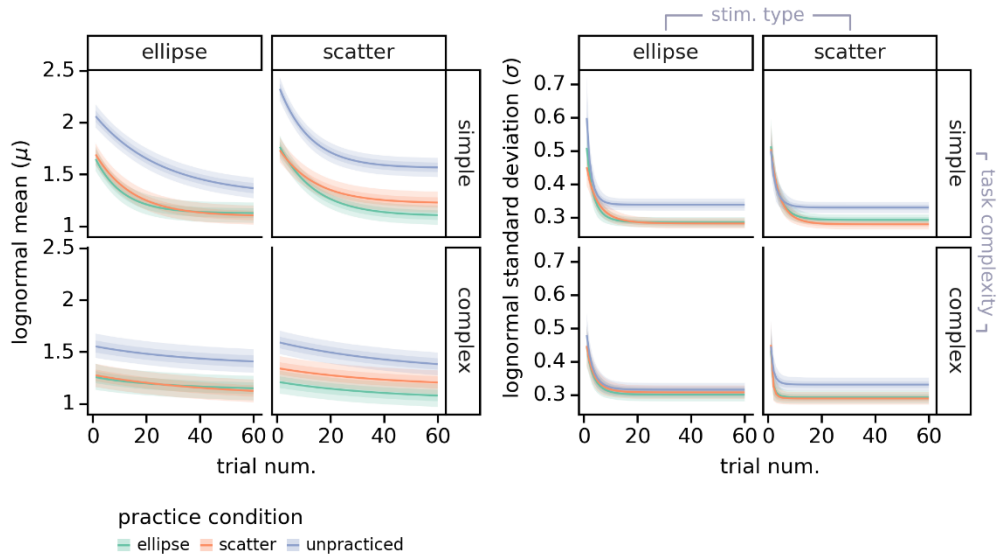 stim. type
ellipse scatter ellipse scatter
2.5
2
1.5
1
2.5
2
1.5
1
lognormal mean (μ)
simple
complex
0 20 40 60 0 20 40 60
trial num.
0.7
0.6
0.5
0.4
0.3
0.7
0.6
0.5
0.4
0.3
lognormal standard deviation (σ)
simple
complex
task complexity
0 20 40 60 0 20 40 60
trial num.
practice condition
ellipse scatter unpracticed